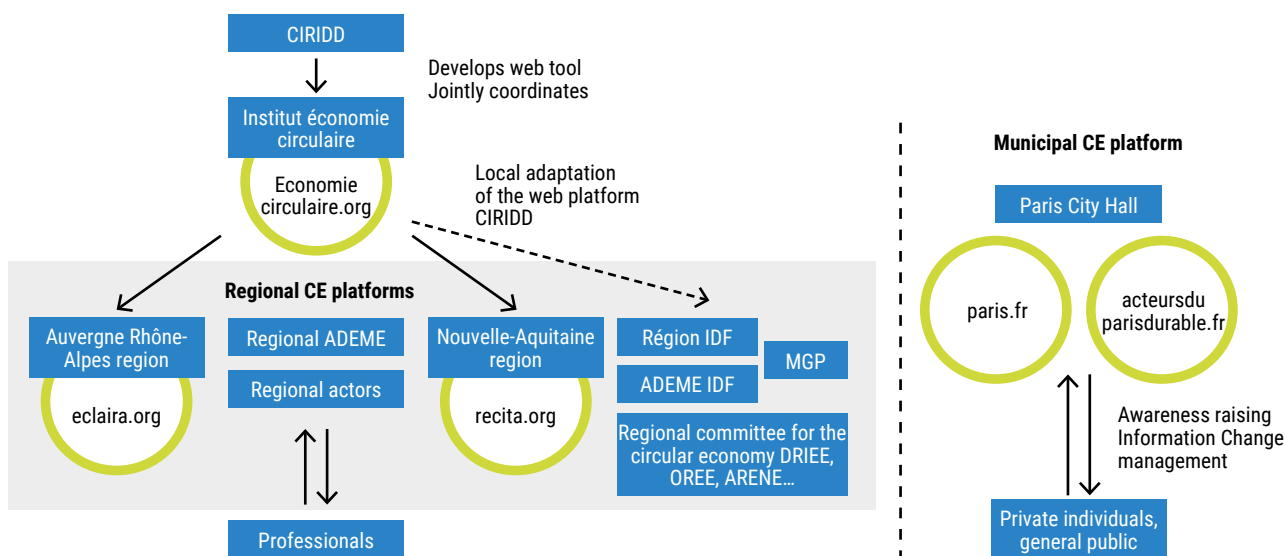 CIRIDD
Develops web tool
Jointly coordinates
Institut économie
circulaire
Economie
circulaire.org
Local adaptation
of the web platform
CIRIDD
Regional CE platforms
Auvergne Rhône-
Alpes region
eclaira.org
Regional ADEME
Regional actors
Nouvelle-Aquitaine
region
recita.org
Région IDF
MGP
ADEME IDF
Regional committee for the
circular economy DRIEE,
OREE, ARENE...
Professionals
Municipal CE platform
Paris City Hall
paris.fr
acteursdu
parisdurable.fr
Awareness raising
Information Change
management
Private individuals,
general public